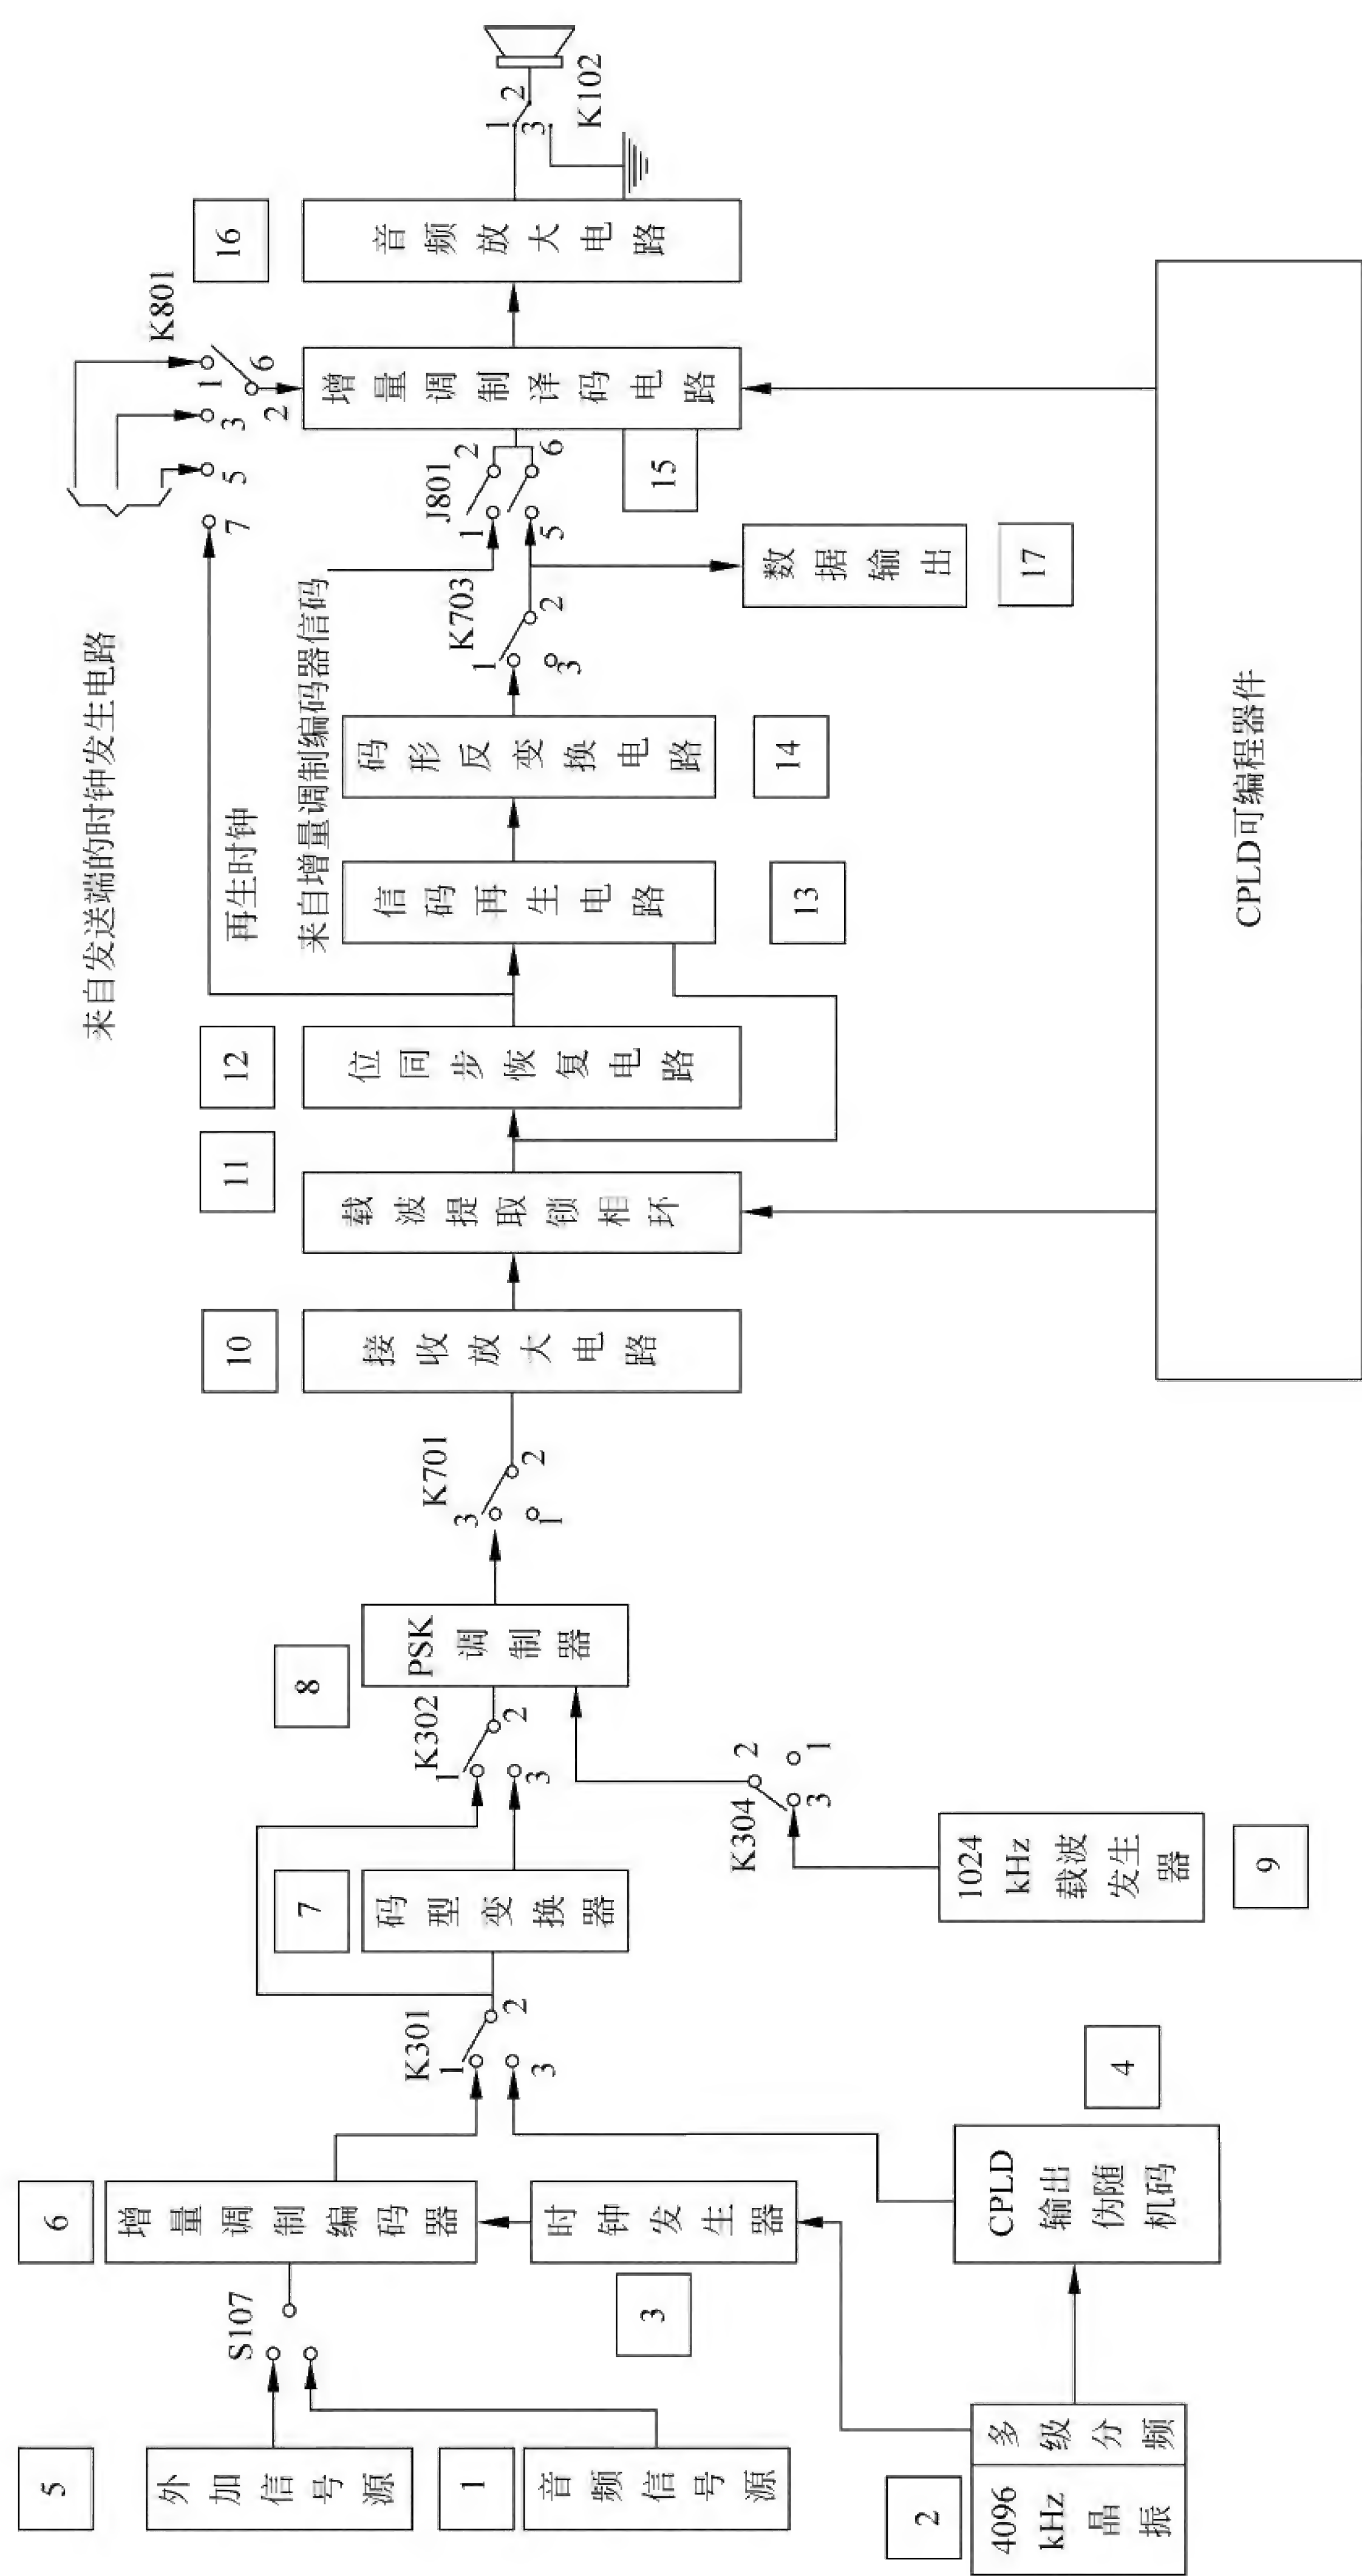 5
外加信号源
1
音频信号源
2
4096
kHz
晶
振
多级分频
S107
6
增量调制编码器
3
时钟发生器
4
CPLD
输出
伪随
机码
K301
1
2
3
7
码型变换器
K302
1
2
3
8
PSK
调
制
器
9
1024
kHz
载波
发生
器
K304
2
3
1
K701
3
2
1
10
接收放大电路
11
载波提取锁相环
12
位同步恢复电路
13
信码再生电路
14
码形反变换电路
再生时钟
来自发送端的时钟发生电路
来自增量调制编码器信码
K703
1
2
3
J801
1
2
5
6
17
数据输出
K801
1
2
3
5
6
7
15
增量调制译码电路
16
音频放大电路
1
2
3
K102
CPLD可编程器件